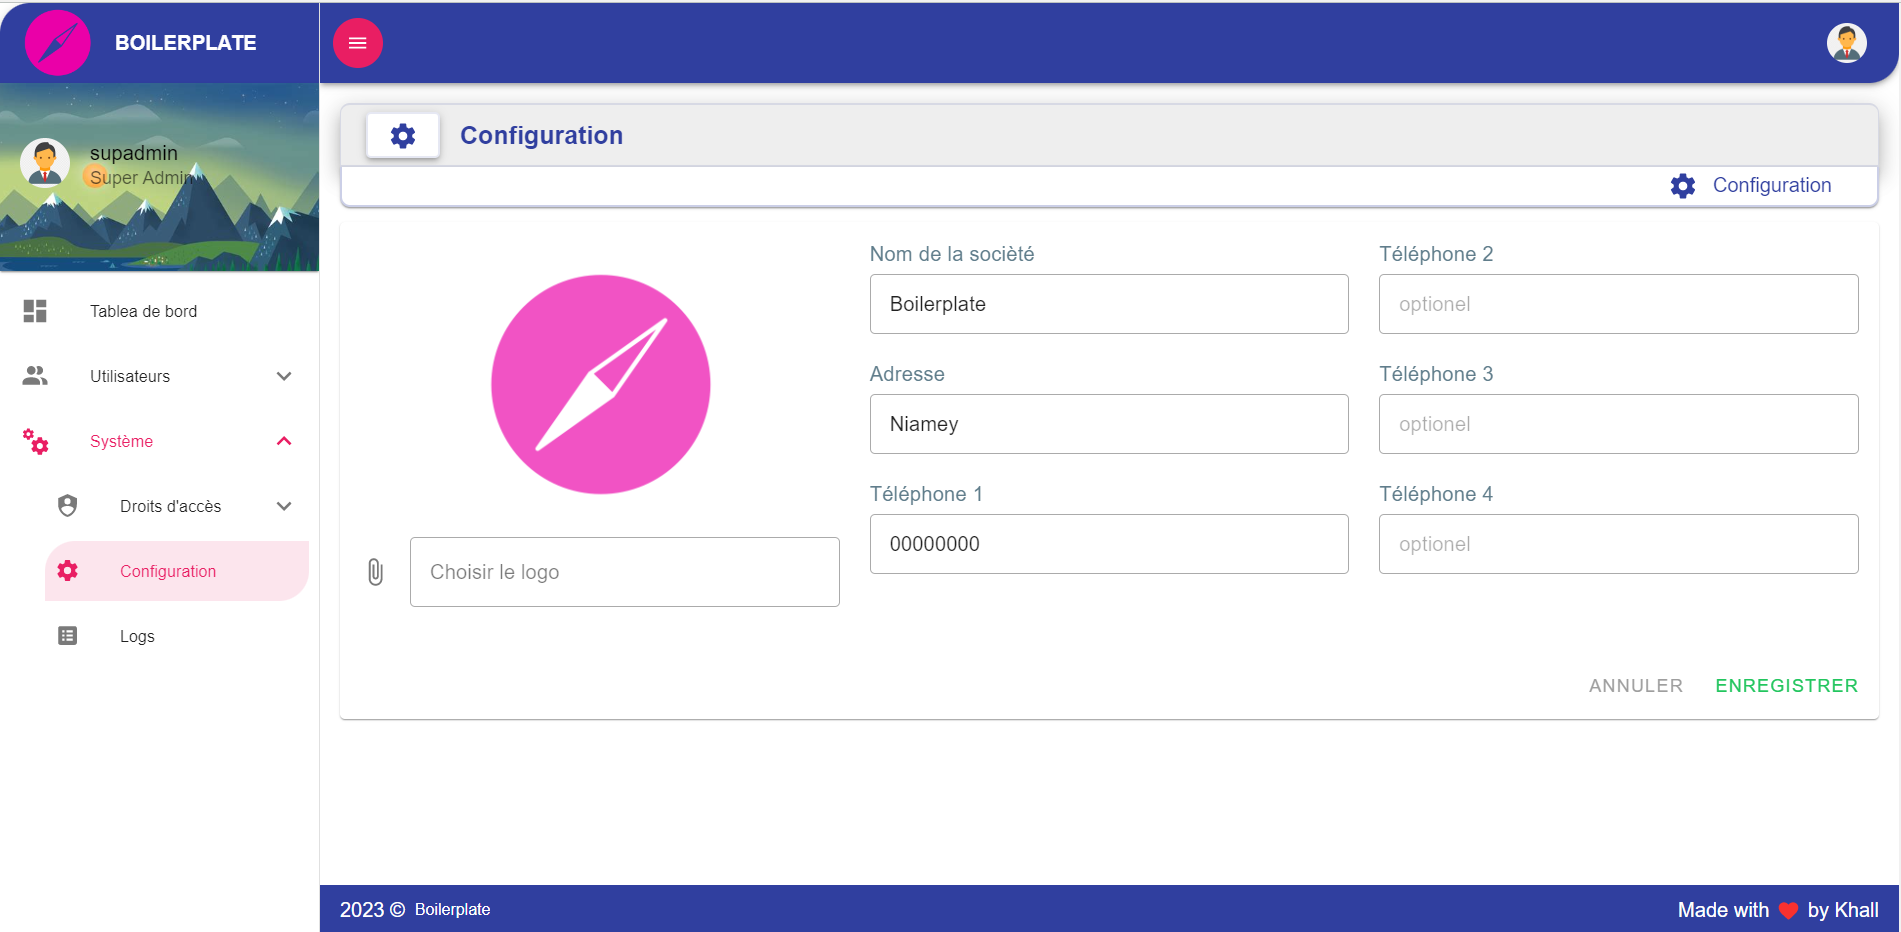 BOILERPLATE
supadmin
Super Admin
Tablea de bord
Utilisateurs
Système
Droits d'accès
Configuration
Logs
Configuration
Configuration
Choisir le logo
Nom de la socièté
Boilerplate
Adresse
Niamey
Téléphone 1
00000000
Téléphone 2
optionel
Téléphone 3
optionel
Téléphone 4
optionel
ANNULER ENREGISTRER
2023 © Boilerplate
Made with ❤ by Khall